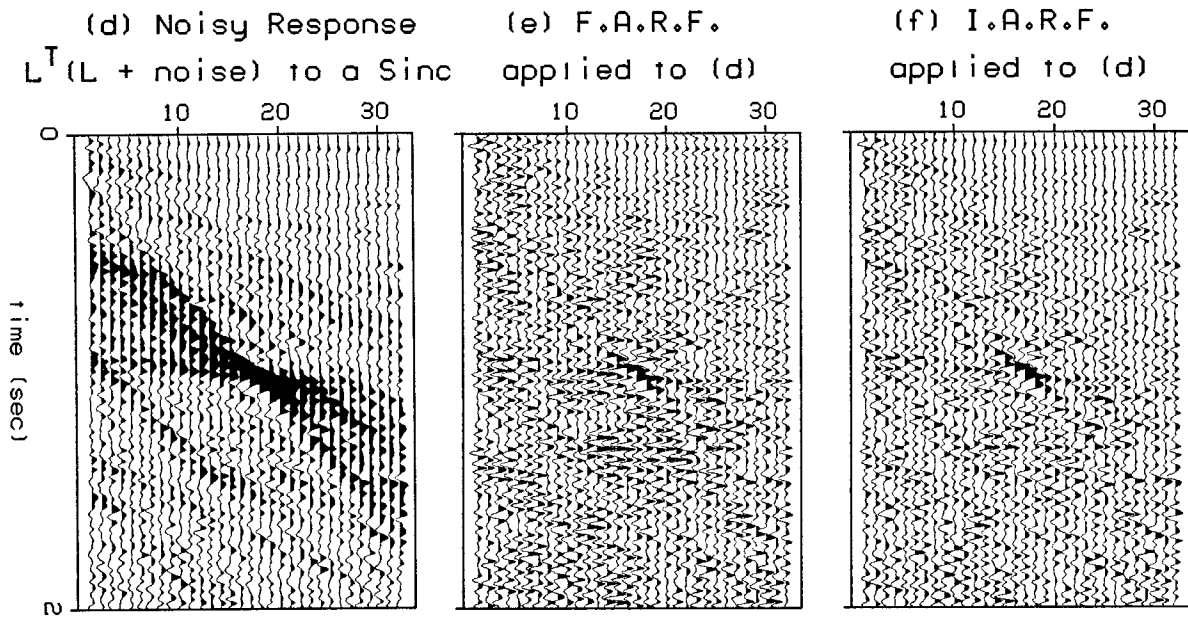 (d) Noisy Response
L^T(L + noise) to a Sinc
(e) F.A.R.F.
applied to (d)
(f) I.A.R.F.
applied to (d)
10 20 30
10 20 30
10 20 30
0
time (sec)
2